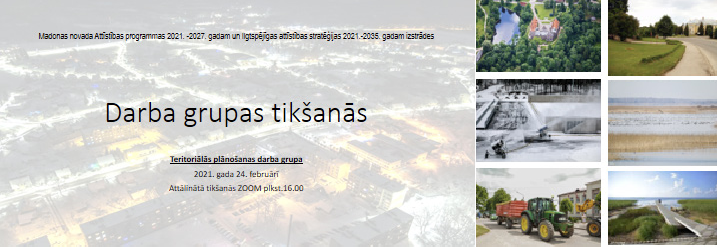 Madonas novada Attīstības programmas 2021. -2027. gadam un Ilgtspējīgas attīstības stratēģijas 2021.-2035. gadam izstrādes
Darba grupas tikšanās
Teritoriālās plānošanas darba grupa
2021. gada 24. februārī
Attālinātā tikšanās ZOOM plkst.16.00